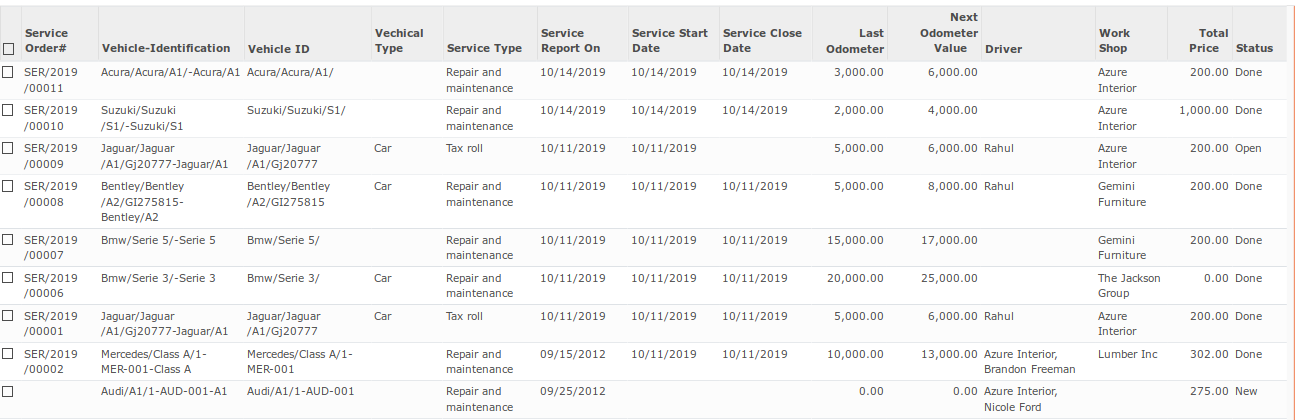 Service Order# Vehicle-Identification Vehicle ID Vechical Type Service Type Service Report On Service Start Date Service Close Date Last Odometer Next Odometer Value Driver Work Shop Total Price Status
SER/2019 Acura/Acura/A1/-Acura/A1 Acura/Acura/A1/ Repair and 10/14/2019 10/14/2019 10/14/2019 3,000.00 6,000.00 Azure 200.00 Done
/00011 maintenance Interior
SER/2019 Suzuki/Suzuki Suzuki/Suzuki/S1/ Repair and 10/14/2019 10/14/2019 10/14/2019 2,000.00 4,000.00 Azure 1,000.00 Done
/00010 /S1/-Suzuki/S1 maintenance Interior
SER/2019 Jaguar/Jaguar Jaguar/Jaguar Car Tax roll 10/11/2019 10/11/2019 5,000.00 6,000.00 Rahul Azure 200.00 Open
/00009 /A1/Gj20777-Jaguar/A1 /A1/Gj20777 Interior
SER/2019 Bentley/Bentley Bentley/Bentley Car Repair and 10/11/2019 10/11/2019 10/11/2019 5,000.00 8,000.00 Rahul Gemini 200.00 Done
/00008 /A2/GI275815- /A2/GI275815 maintenance Furniture
Bentley/A2
SER/2019 Bmw/Serie 5/-Serie 5 Bmw/Serie 5/ Repair and 10/11/2019 10/11/2019 10/11/2019 15,000.00 17,000.00 Gemini 200.00 Done
/00007 maintenance Furniture
SER/2019 Bmw/Serie 3/-Serie 3 Bmw/Serie 3/ Car Repair and 10/11/2019 10/11/2019 10/11/2019 20,000.00 25,000.00 The Jackson 0.00 Done
/00006 maintenance Group
SER/2019 Jaguar/Jaguar Jaguar/Jaguar Car Tax roll 10/11/2019 10/11/2019 10/11/2019 5,000.00 6,000.00 Rahul Azure 200.00 Done
/00001 /A1/Gj20777-Jaguar/A1 /A1/Gj20777 Interior
SER/2019 Mercedes/Class A/1- Mercedes/Class A/1- Repair and 09/15/2012 10/11/2019 10/11/2019 10,000.00 13,000.00 Azure Interior, Lumber Inc 302.00 Done
/00002 MER-001-Class A MER-001 maintenance Brandon Freeman
Audi/A1/1-AUD-001-A1 Audi/A1/1-AUD-001 Repair and 09/25/2012 0.00 0.00 Azure Interior, 275.00 New
maintenance Nicole Ford